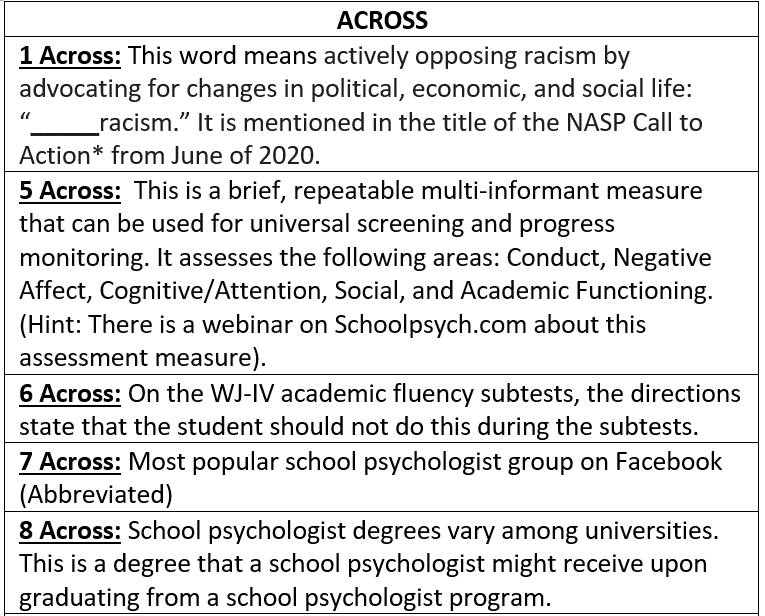 ACROSS
1 Across: This word means actively opposing racism by
advocating for changes in political, economic, and social life:
“_____racism.” It is mentioned in the title of the NASP Call to
Action* from June of 2020.
5 Across:  This is a brief, repeatable multi-informant measure
that can be used for universal screening and progress
monitoring. It assesses the following areas: Conduct, Negative
Affect, Cognitive/Attention, Social, and Academic Functioning.
(Hint: There is a webinar on Schoolpsych.com about this
assessment measure).
6 Across: On the WJ-IV academic fluency subtests, the directions
state that the student should not do this during the subtests.
7 Across: Most popular school psychologist group on Facebook
(Abbreviated)
8 Across: School psychologist degrees vary among universities.
This is a degree that a school psychologist might receive upon
graduating from a school psychologist program.